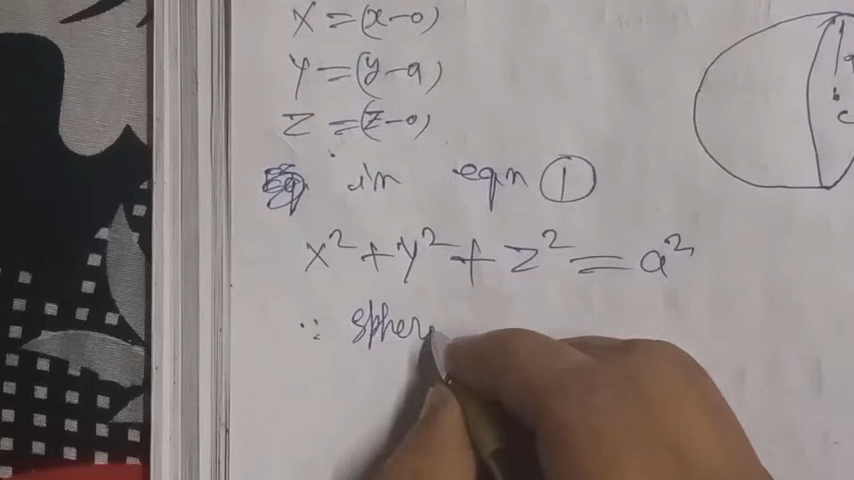 X = (x-0)
Y = (y-a)
Z = (z-0)
in eqn ①
x² + y² + z² = a²
∵ spher
a
b
c